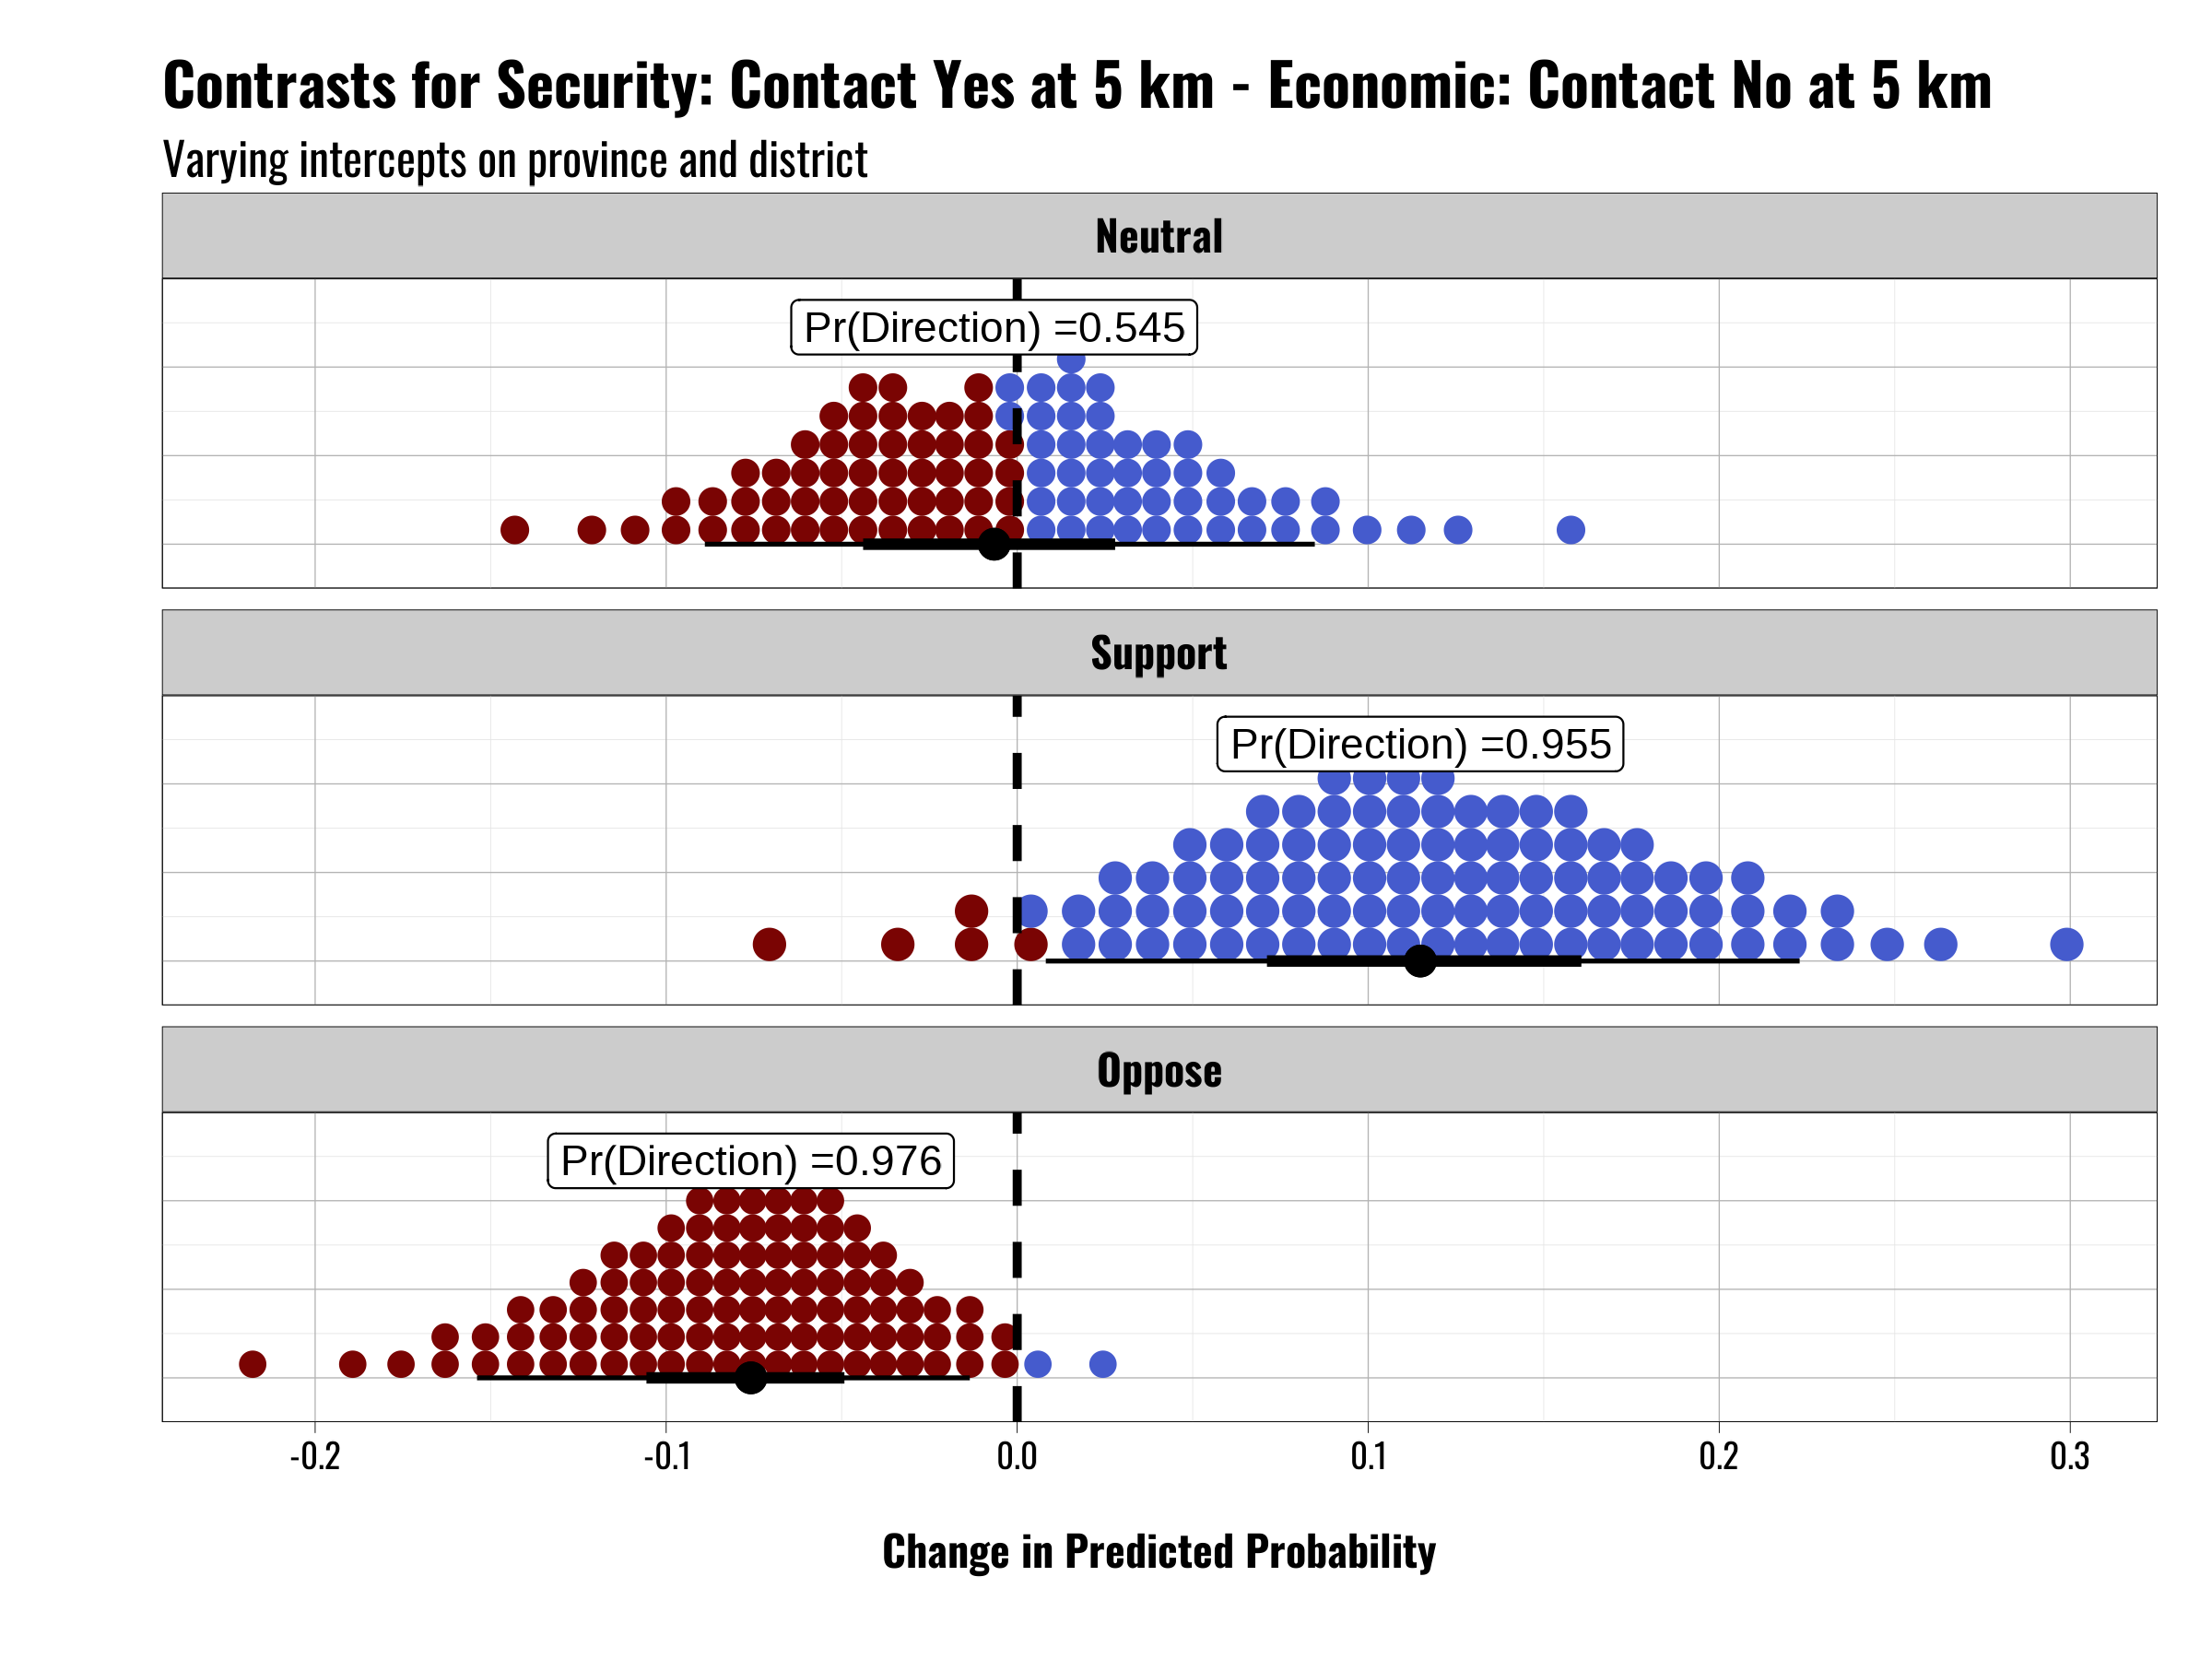 Contrasts for Security: Contact Yes at 5 km - Economic: Contact No at 5 km
Varying intercepts on province and district
Neutral
Pr(Direction) =0.545
Support
Pr(Direction) =0.955
Oppose
Pr(Direction) =0.976
-0.2 -0.1 0.0 0.1 0.2 0.3
Change in Predicted Probability